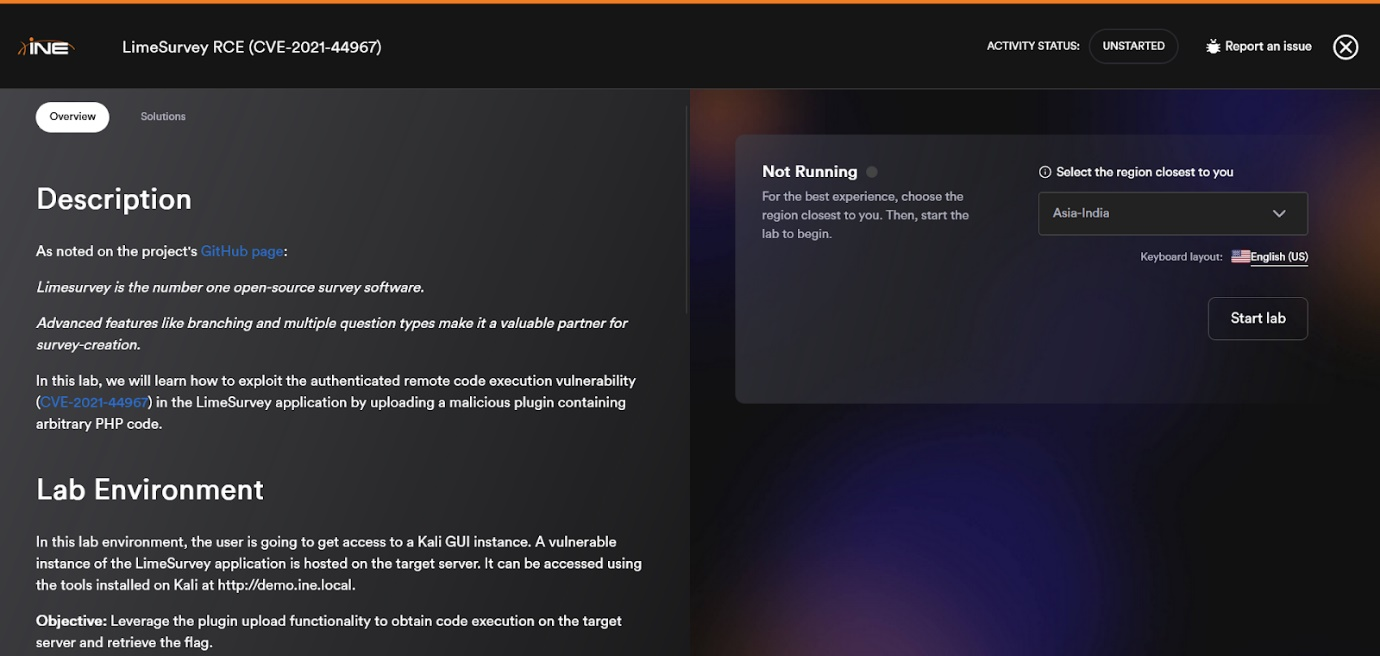 INE
LimeSurvey RCE (CVE-2021-44967)
ACTIVITY STATUS:
UNSTARTED
Report an issue
Overview
Solutions
Description
As noted on the project's GitHub page:
Limesurvey is the number one open-source survey software.
Advanced features like branching and multiple question types make it a valuable partner for
survey-creation.
In this lab, we will learn how to exploit the authenticated remote code execution vulnerability
(CVE-2021-44967) in the LimeSurvey application by uploading a malicious plugin containing
arbitrary PHP code.
Lab Environment
In this lab environment, the user is going to get access to a Kali GUI instance. A vulnerable
instance of the LimeSurvey application is hosted on the target server. It can be accessed using
the tools installed on Kali at http://demo.ine.local.
Objective: Leverage the plugin upload functionality to obtain code execution on the target
server and retrieve the flag.
Not Running
For the best experience, choose the
region closest to you. Then, start the
lab to begin.
Select the region closest to you
Asia-India
Keyboard layout: English (US)
Start lab